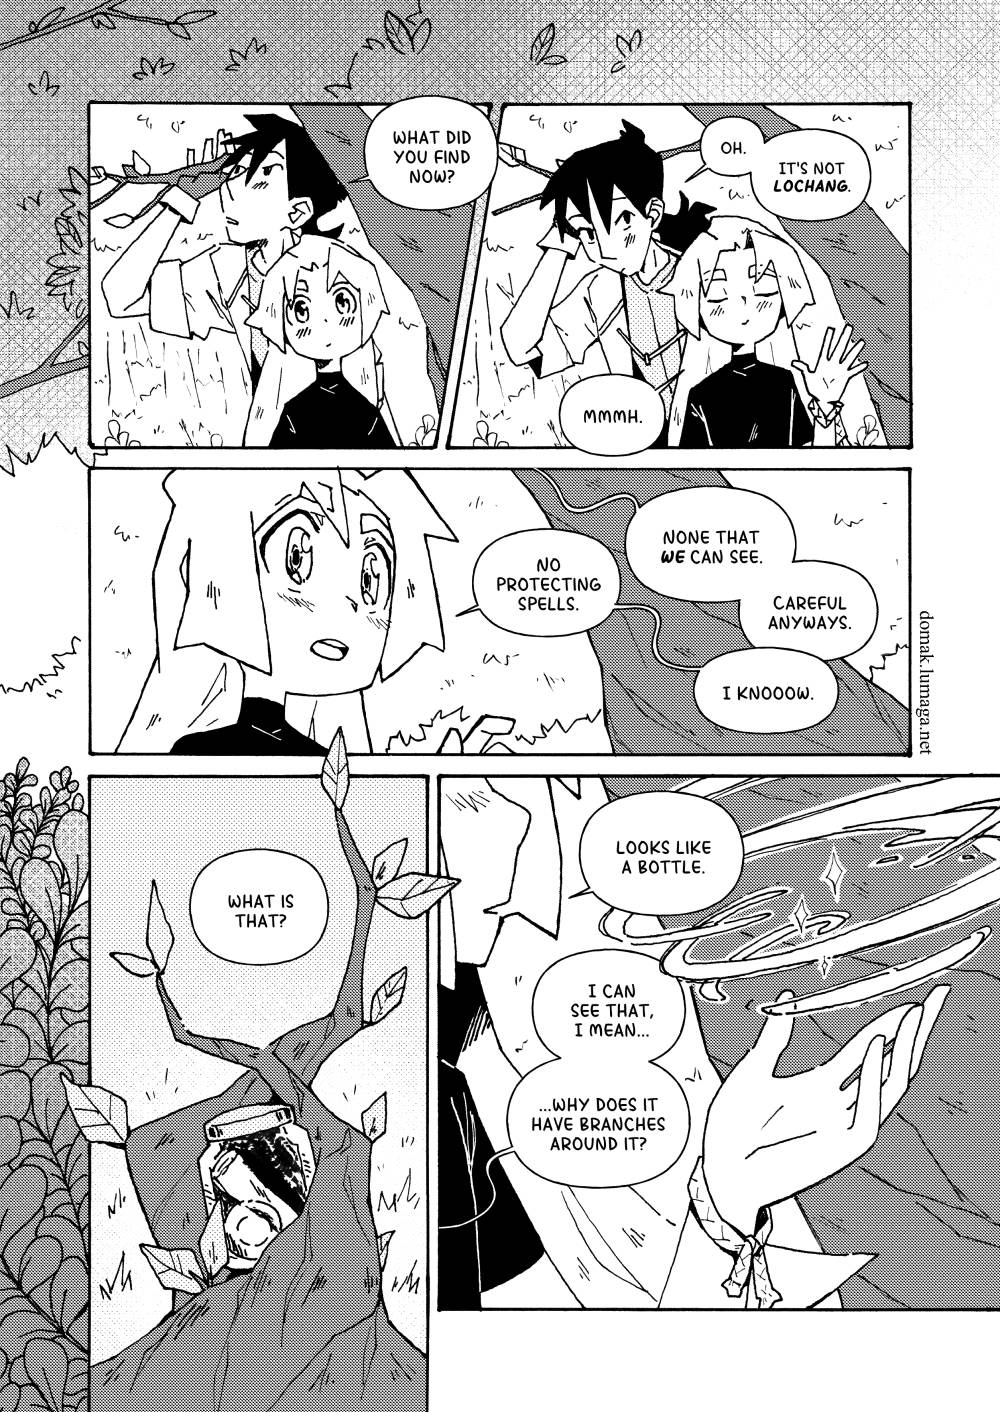 WHAT DID
YOU FIND
NOW?
OH.
IT'S NOT
LOCHANG.
MMMH.
NO
PROTECTING
SPELLS.
NONE THAT
WE CAN SEE.
CAREFUL
ANYWAYS.
I KNOOOW.
domak.lumaga.net
WHAT IS
THAT?
LOOKS LIKE
A BOTTLE.
I CAN
SEE THAT,
I MEAN...
...WHY DOES IT
HAVE BRANCHES
AROUND IT?